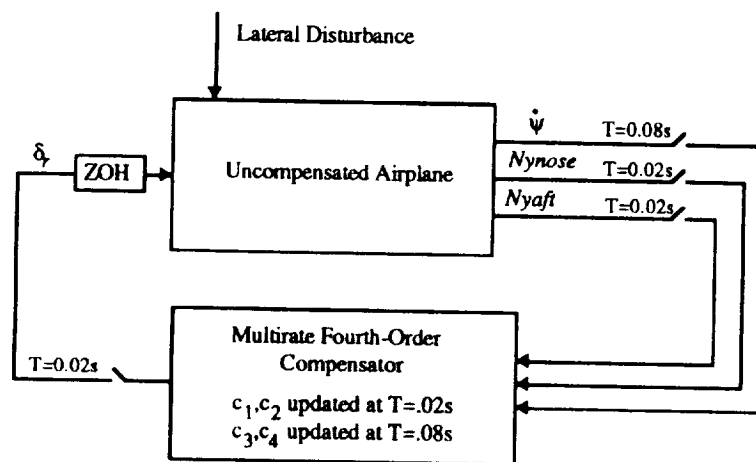 Lateral Disturbance
δᵣ
ZOH
Uncompensated Airplane
ψ̇
T=0.08s
Nynose
T=0.02s
Nyaft
T=0.02s
Multirate Fourth-Order
Compensator
c₁,c₂ updated at T=.02s
c₃,c₄ updated at T=.08s
T=0.02s